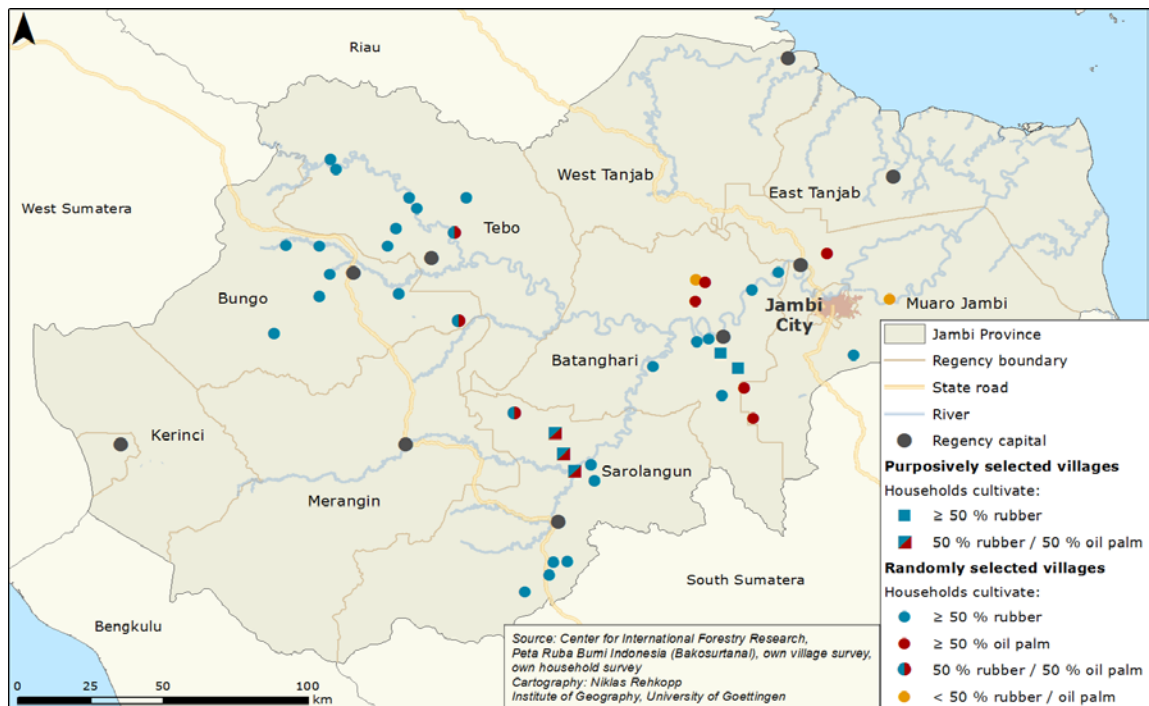 Riau
West Tanjab
East Tanjab
West Sumatera
Tebo
Bungo
Jambi
City
Muaro Jambi
Batanghari
Kerinci
Sarolangun
Merangin
South Sumatera
Bengkulu
Jambi Province
Regency boundary
State road
River
Regency capital
Purposively selected villages
Households cultivate:
≥ 50 % rubber
50 % rubber / 50 % oil palm
Randomly selected villages
Households cultivate:
≥ 50 % rubber
≥ 50 % oil palm
50 % rubber / 50 % oil palm
< 50 % rubber / oil palm
Source: Center for International Forestry Research,
Peta Ruba Bumi Indonesia (Bakosurtanal), own village survey,
own household survey
Cartography: Niklas Rehkopp
Institute of Geography, University of Goettingen
0 25 50 100
km